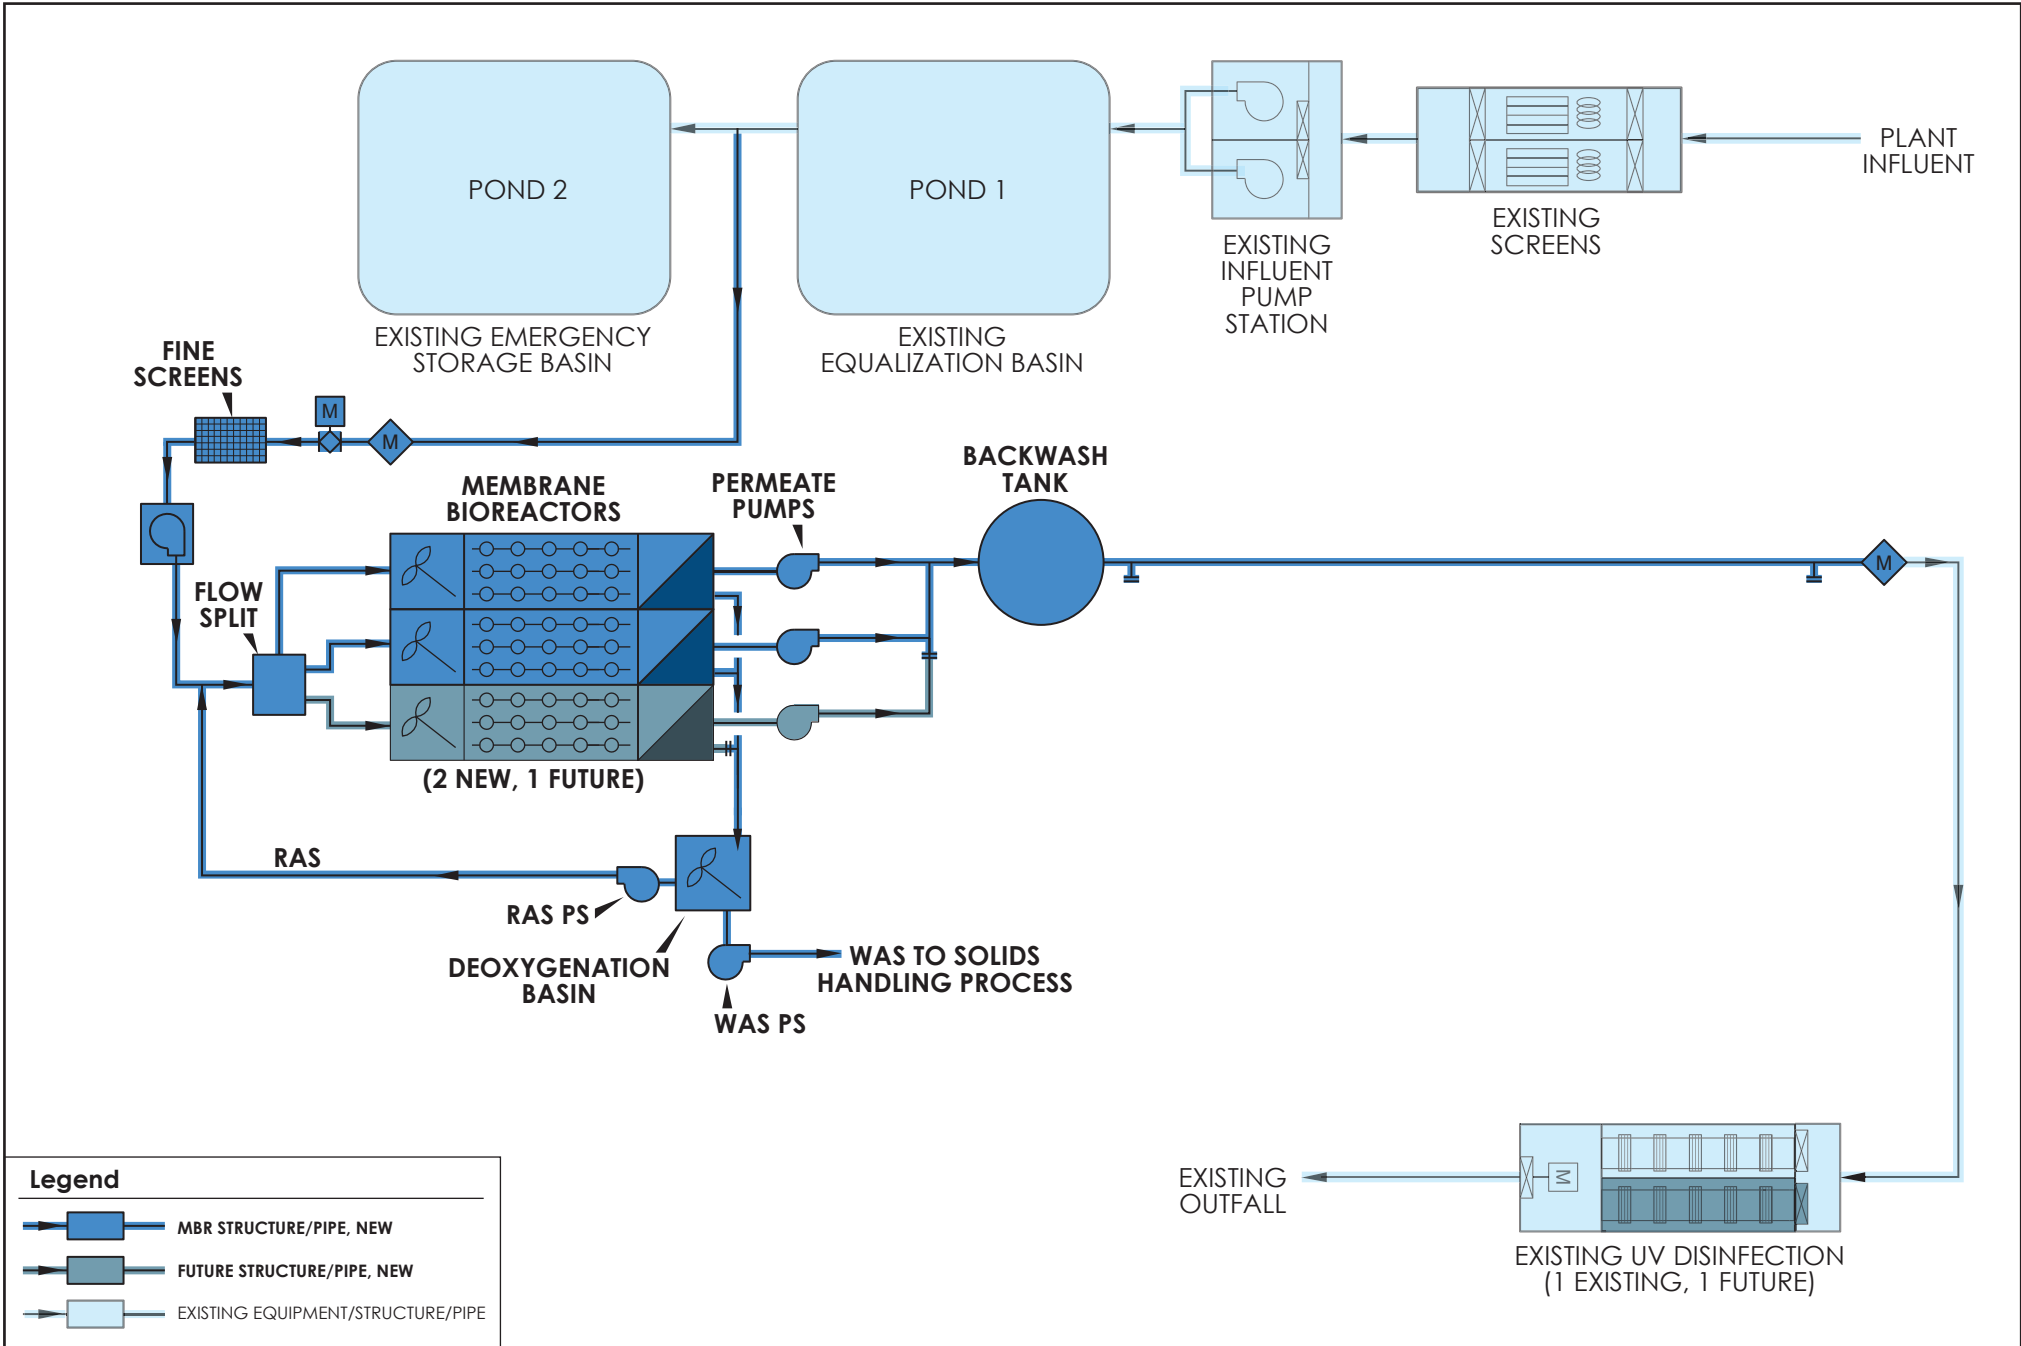 PLANT
INFLUENT
POND 2
POND 1
EXISTING
SCREENS
EXISTING
INFLUENT
PUMP
STATION
EXISTING EMERGENCY
STORAGE BASIN
EXISTING
EQUALIZATION BASIN
FINE
SCREENS
M
M
MEMBRANE
BIOREACTORS
PERMEATE
PUMPS
BACKWASH
TANK
M
FLOW
SPLIT
(2 NEW, 1 FUTURE)
RAS
RAS PS
DEOXYGENATION
BASIN
WAS TO SOLIDS
HANDLING PROCESS
WAS PS
EXISTING
OUTFALL
M
EXISTING UV DISINFECTION
(1 EXISTING, 1 FUTURE)
Legend
MBR STRUCTURE/PIPE, NEW
FUTURE STRUCTURE/PIPE, NEW
EXISTING EQUIPMENT/STRUCTURE/PIPE